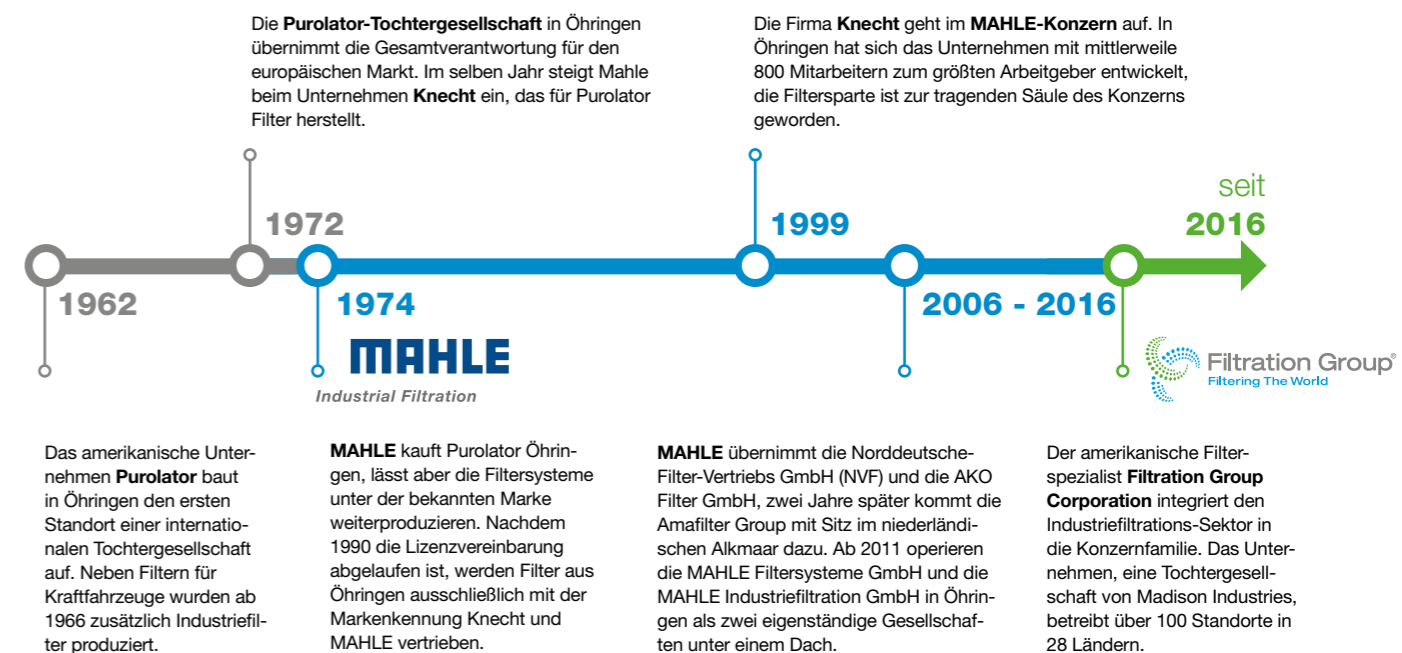 Die Purolator-Tochtergesellschaft in Öhringen
übernimmt die Gesamtverantwortung für den
europäischen Markt. Im selben Jahr steigt Mahle
beim Unternehmen Knecht ein, das für Purolator
Filter herstellt.
Die Firma Knecht geht im MAHLE-Konzern auf. In
Öhringen hat sich das Unternehmen mit mittlerweile
800 Mitarbeitern zum größten Arbeitgeber entwickelt,
die Filtersparte ist zur tragenden Säule des Konzerns
geworden.
seit
1972
1999
2016
1962
1974
2006 - 2016
MAHLE
Industrial Filtration
Filtration Group®
Filtering The World
Das amerikanische Unter-
nehmen Purolator baut
in Öhringen den ersten
Standort einer internatio-
nalen Tochtergesellschaft
auf. Neben Filtern für
Kraftfahrzeuge wurden ab
1966 zusätzlich Industriefil-
ter produziert.
MAHLE kauft Purolator Öhrin-
gen, lässt aber die Filtersysteme
unter der bekannten Marke
weiterproduzieren. Nachdem
1990 die Lizenzvereinbarung
abgelaufen ist, werden Filter aus
Öhringen ausschließlich mit der
Markenkennung Knecht und
MAHLE vertrieben.
MAHLE übernimmt die Norddeutsche-
Filter-Vertriebs GmbH (NVF) und die AKO
Filter GmbH, zwei Jahre später kommt die
Amafilter Group mit Sitz im niederländi-
schen Alkmaar dazu. Ab 2011 operieren
die MAHLE Filtersysteme GmbH und die
MAHLE Industriefiltration GmbH in Öhrin-
gen als zwei eigenständige Gesellschaf-
ten unter einem Dach.
Der amerikanische Filter-
spezialist Filtration Group
Corporation integriert den
Industriefiltrations-Sektor in
die Konzernfamilie. Das Unter-
nehmen, eine Tochtergesell-
schaft von Madison Industries,
betreibt über 100 Standorte in
28 Ländern.